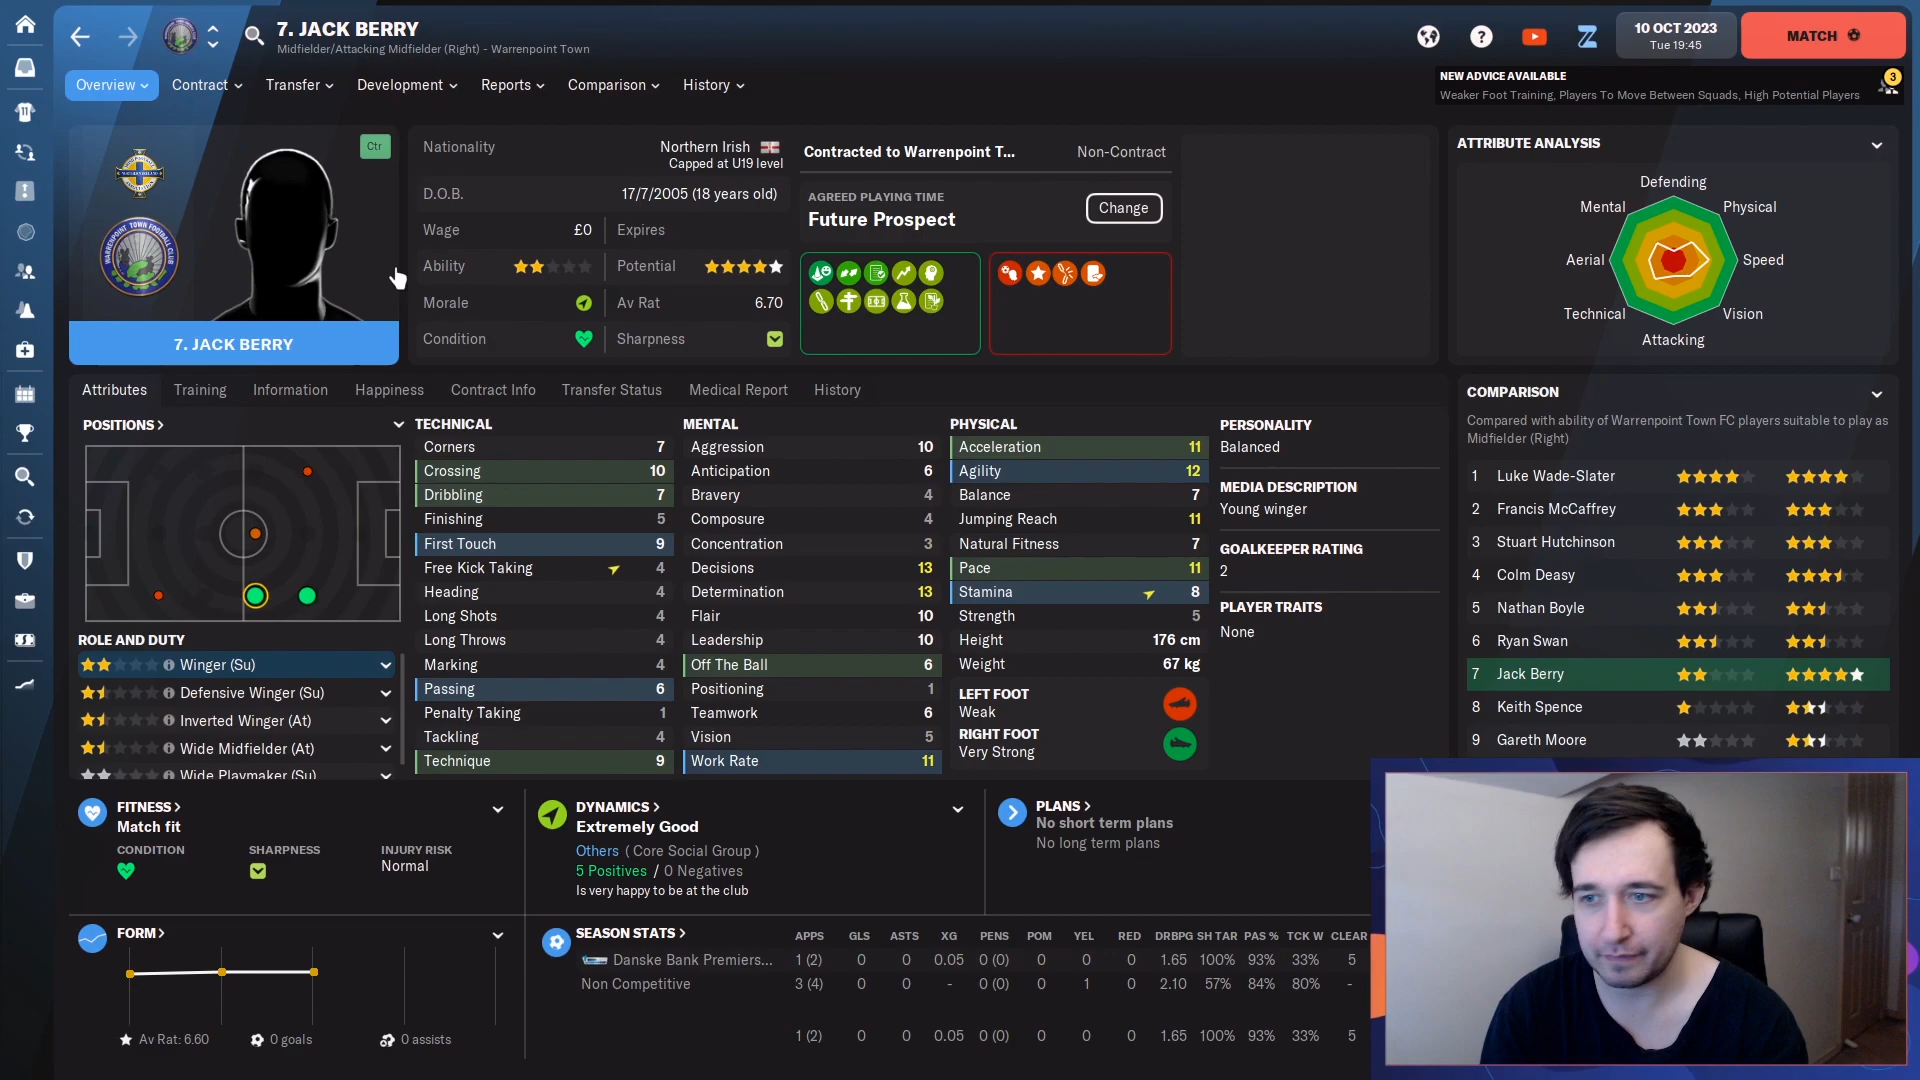 7. JACK BERRY
Midfielder/Attacking Midfielder (Right) - Warrenpoint Town
10 OCT 2023
Tue 19:45
MATCH
Overview
Contract
Transfer
Development
Reports
Comparison
History
NEW ADVICE AVAILABLE
Weaker Foot Training, Players To Move Between Squads, High Potential Players
3
Ctr
7. JACK BERRY
Nationality
Northern Irish
Capped at U19 level
D.O.B. 17/7/2005 (18 years old)
Wage £0 Expires
Ability Potential
Morale Av Rat 6.70
Condition Sharpness
Contracted to Warrenpoint T... Non-Contract
AGREED PLAYING TIME
Future Prospect
Change
ATTRIBUTE ANALYSIS
Defending
Mental Physical
Aerial Speed
Technical Vision
Attacking
Attributes Training Information Happiness Contract Info Transfer Status Medical Report History
POSITIONS >
ROLE AND DUTY
Winger (Su)
Defensive Winger (Su)
Inverted Winger (At)
Wide Midfielder (At)
Wide Playmaker (Su)
TECHNICAL
Corners 7
Crossing 10
Dribbling 7
Finishing 5
First Touch 9
Free Kick Taking 4
Heading 4
Long Shots 4
Long Throws 4
Marking 4
Passing 6
Penalty Taking 1
Tackling 4
Technique 9
MENTAL
Aggression 10
Anticipation 6
Bravery 4
Composure 4
Concentration 3
Decisions 13
Determination 13
Flair 10
Leadership 10
Off The Ball 6
Positioning 1
Teamwork 6
Vision 5
Work Rate 11
PHYSICAL
Acceleration 11
Agility 12
Balance 7
Jumping Reach 11
Natural Fitness 7
Pace 11
Stamina 8
Strength 5
Height 176 cm
Weight 67 kg
LEFT FOOT
Weak
RIGHT FOOT
Very Strong
PERSONALITY
Balanced
MEDIA DESCRIPTION
Young winger
GOALKEEPER RATING
2
PLAYER TRAITS
None
COMPARISON
Compared with ability of Warrenpoint Town FC players suitable to play as
Midfielder (Right)
1 Luke Wade-Slater
2 Francis McCaffrey
3 Stuart Hutchinson
4 Colm Deasy
5 Nathan Boyle
6 Ryan Swan
7 Jack Berry
8 Keith Spence
9 Gareth Moore
FITNESS >
Match fit
CONDITION SHARPNESS INJURY RISK
Normal
DYNAMICS >
Extremely Good
Others ( Core Social Group )
5 Positives / 0 Negatives
Is very happy to be at the club
PLANS >
No short term plans
No long term plans
FORM >
Av Rat: 6.60 0 goals 0 assists
SEASON STATS > APPS GLS ASTS XG PENS POM YEL RED DRBPG SH TAR PAS % TCK W CLEAR
Danske Bank Premiers... 1 (2) 0 0 0.05 0 (0) 0 0 0 1.65 100% 93% 33% 5
Non Competitive 3 (4) 0 0 - 0 (0) 0 1 0 2.10 57% 84% 80% -
1 (2) 0 0 0.05 0 (0) 0 0 0 1.65 100% 93% 33% 5